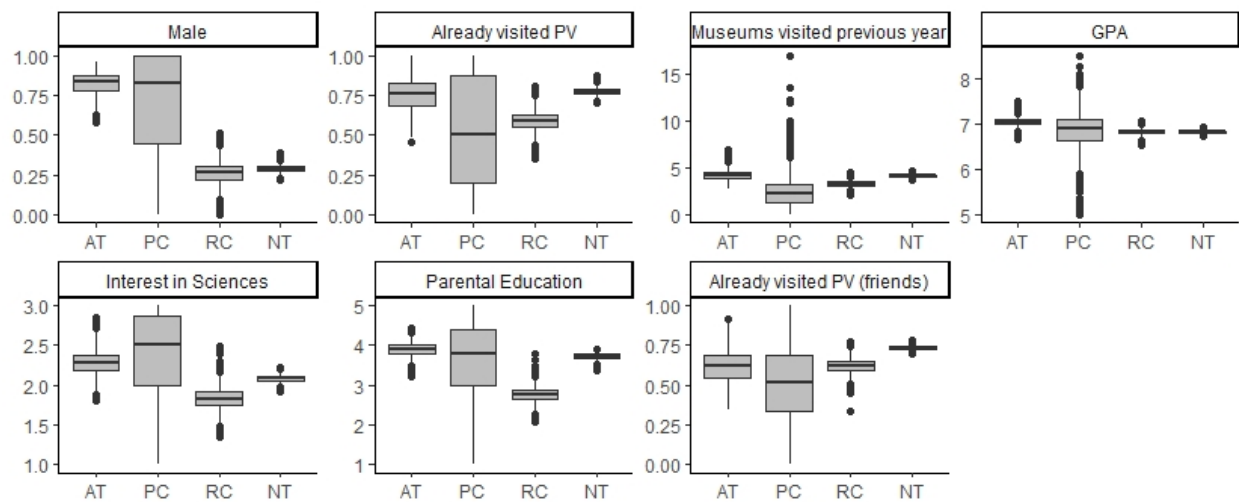 Male
Already visited PV
Museums visited previous year
GPA
1.00
0.75
0.50
0.25
0.00
AT PC RC NT
1.00
0.75
0.50
0.25
0.00
AT PC RC NT
15
10
5
0
AT PC RC NT
8
7
6
5
AT PC RC NT
Interest in Sciences
Parental Education
Already visited PV (friends)
3.0
2.5
2.0
1.5
1.0
AT PC RC NT
5
4
3
2
1
AT PC RC NT
1.00
0.75
0.50
0.25
0.00
AT PC RC NT